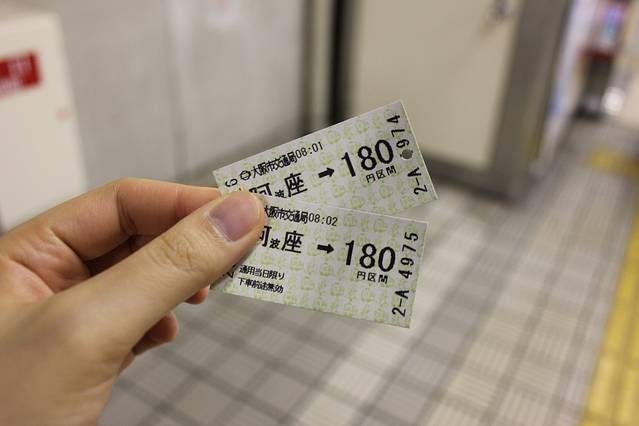 大阪市交通局08:01
阿波座→180
円区間
2-A 974
大阪市交通局08:02
阿波座→180
円区間
通用当日限り
下車前途無効
2-A 4975